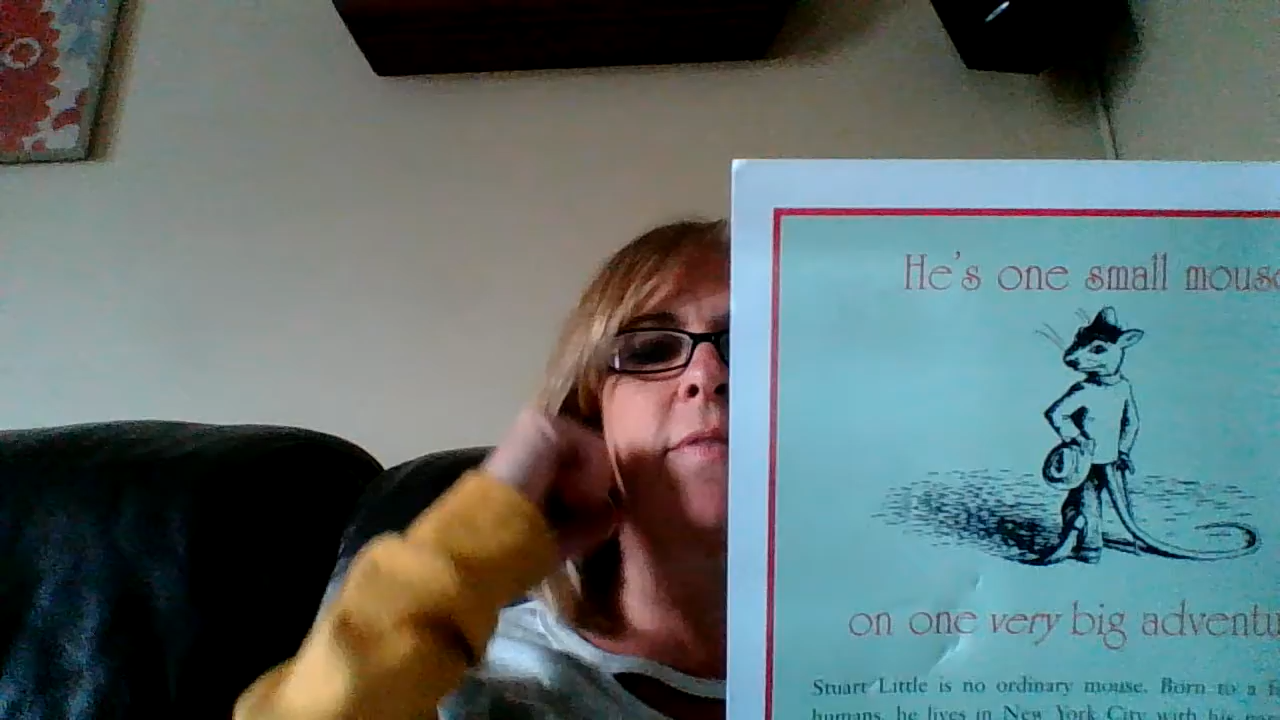 He's one small mouse
on one very big adventu
Stuart Little is no ordinary mouse. Born to a f
humans, he lives in New York City with his